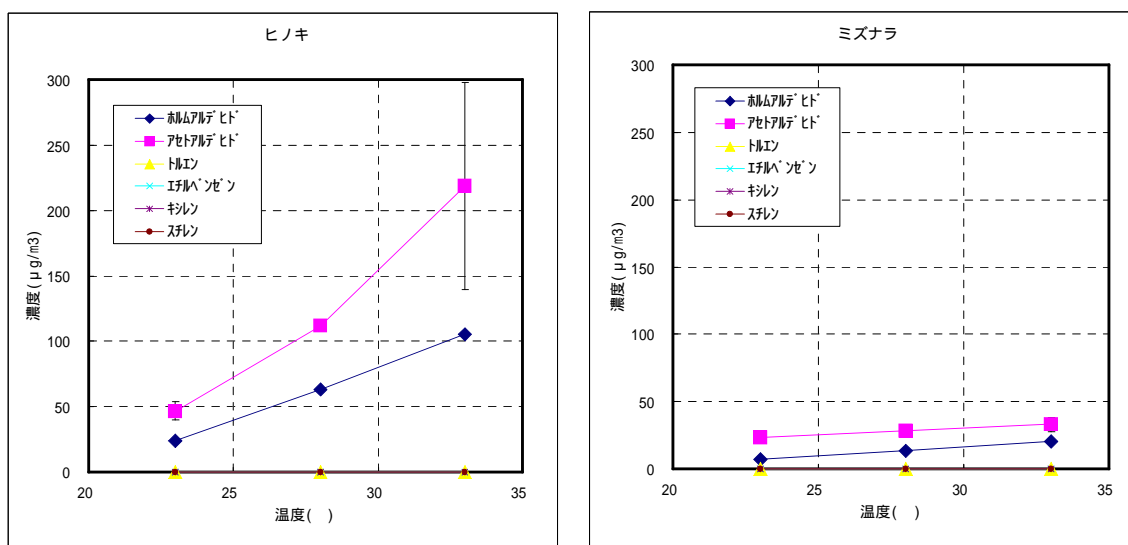 ヒノキ
300
250
200
150
100
50
0
20
25
30
35
濃度(μg/m3)
温度( )
ﾎﾙﾑｱﾙﾃﾞﾋﾄﾞ
ｱｾﾄｱﾙﾃﾞﾋﾄﾞ
ﾄﾙｴﾝ
ｴﾁﾙﾍﾞﾝｾﾞﾝ
ｷｼﾚﾝ
ｽﾁﾚﾝ
ミズナラ
300
250
200
150
100
50
0
20
25
30
35
濃度(μg/m3)
温度( )
ﾎﾙﾑｱﾙﾃﾞﾋﾄﾞ
ｱｾﾄｱﾙﾃﾞﾋﾄﾞ
ﾄﾙｴﾝ
ｴﾁﾙﾍﾞﾝｾﾞﾝ
ｷｼﾚﾝ
ｽﾁﾚﾝ